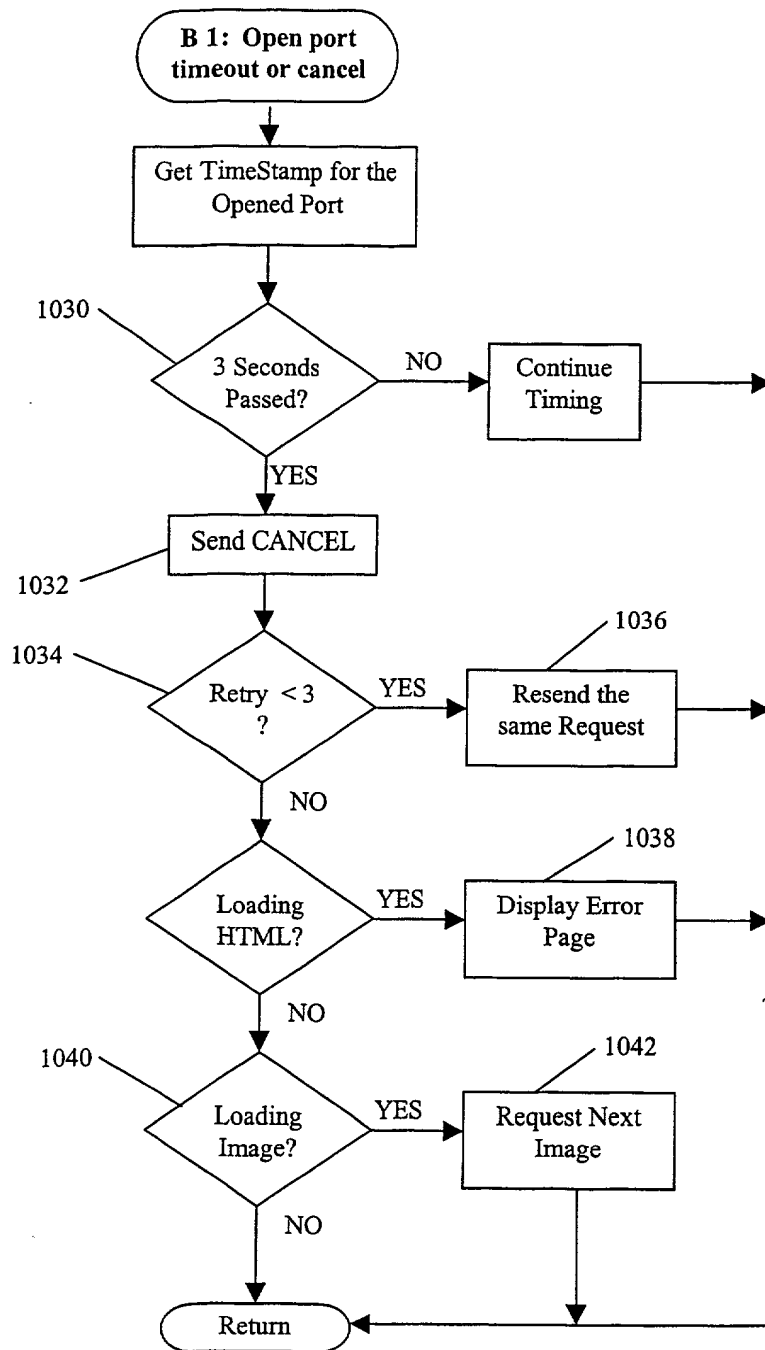 B 1: Open port
timeout or cancel
Get TimeStamp for the
Opened Port
1030
3 Seconds
Passed?
NO
Continue
Timing
YES
Send CANCEL
1032
1034
Retry < 3
?
YES
1036
Resend the
same Request
NO
1038
Loading
HTML?
YES
Display Error
Page
NO
1040
1042
Loading
Image?
YES
Request Next
Image
NO
Return